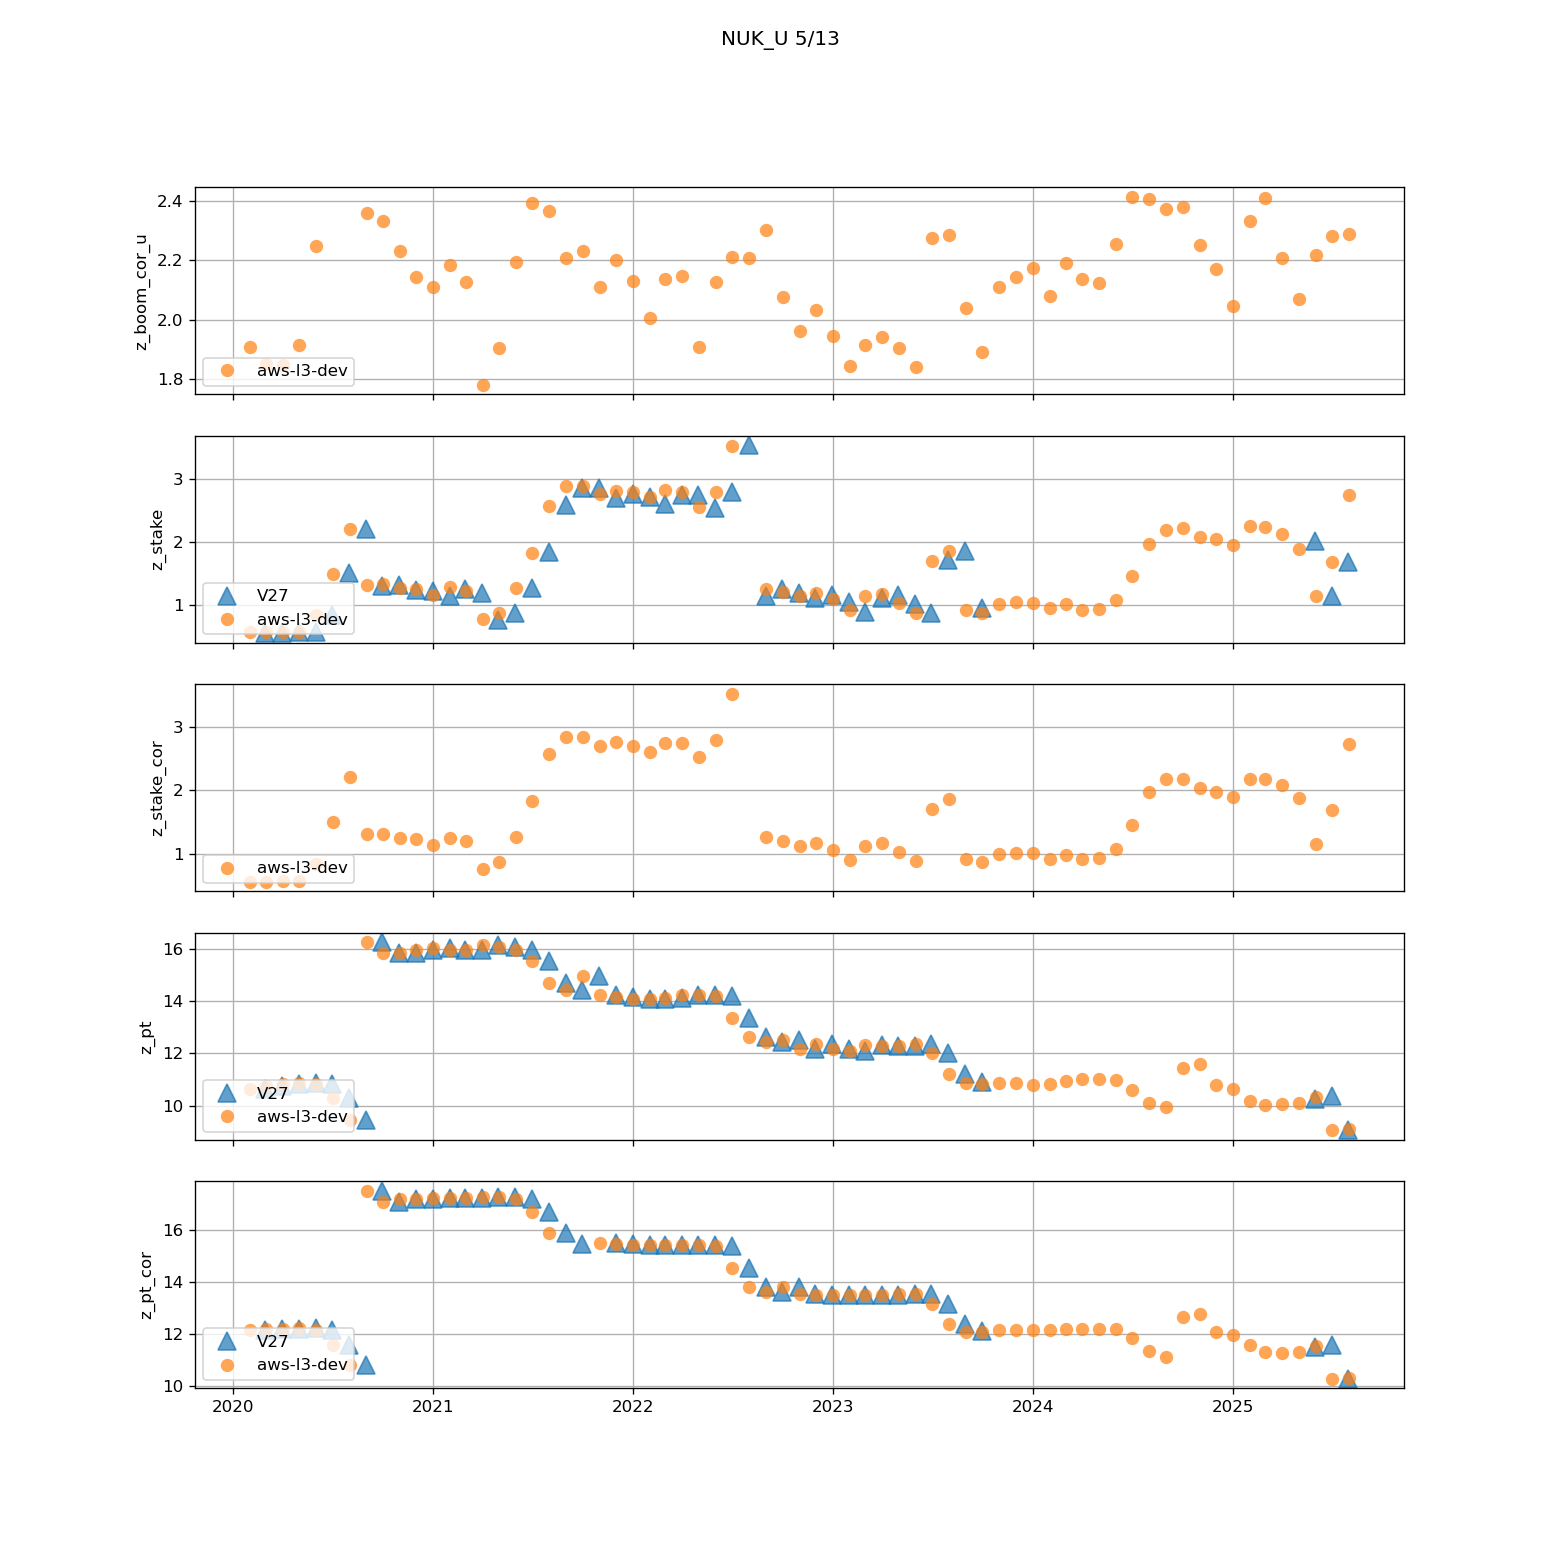 NUK_U 5/13
z_boom_cor_u
2.4
2.2
2.0
1.8
aws-l3-dev
z_stake
3
2
1
V27
aws-l3-dev
z_stake_cor
3
2
1
aws-l3-dev
z_pt
16
14
12
10
V27
aws-l3-dev
z_pt_cor
16
14
12
10
V27
aws-l3-dev
2020 2021 2022 2023 2024 2025